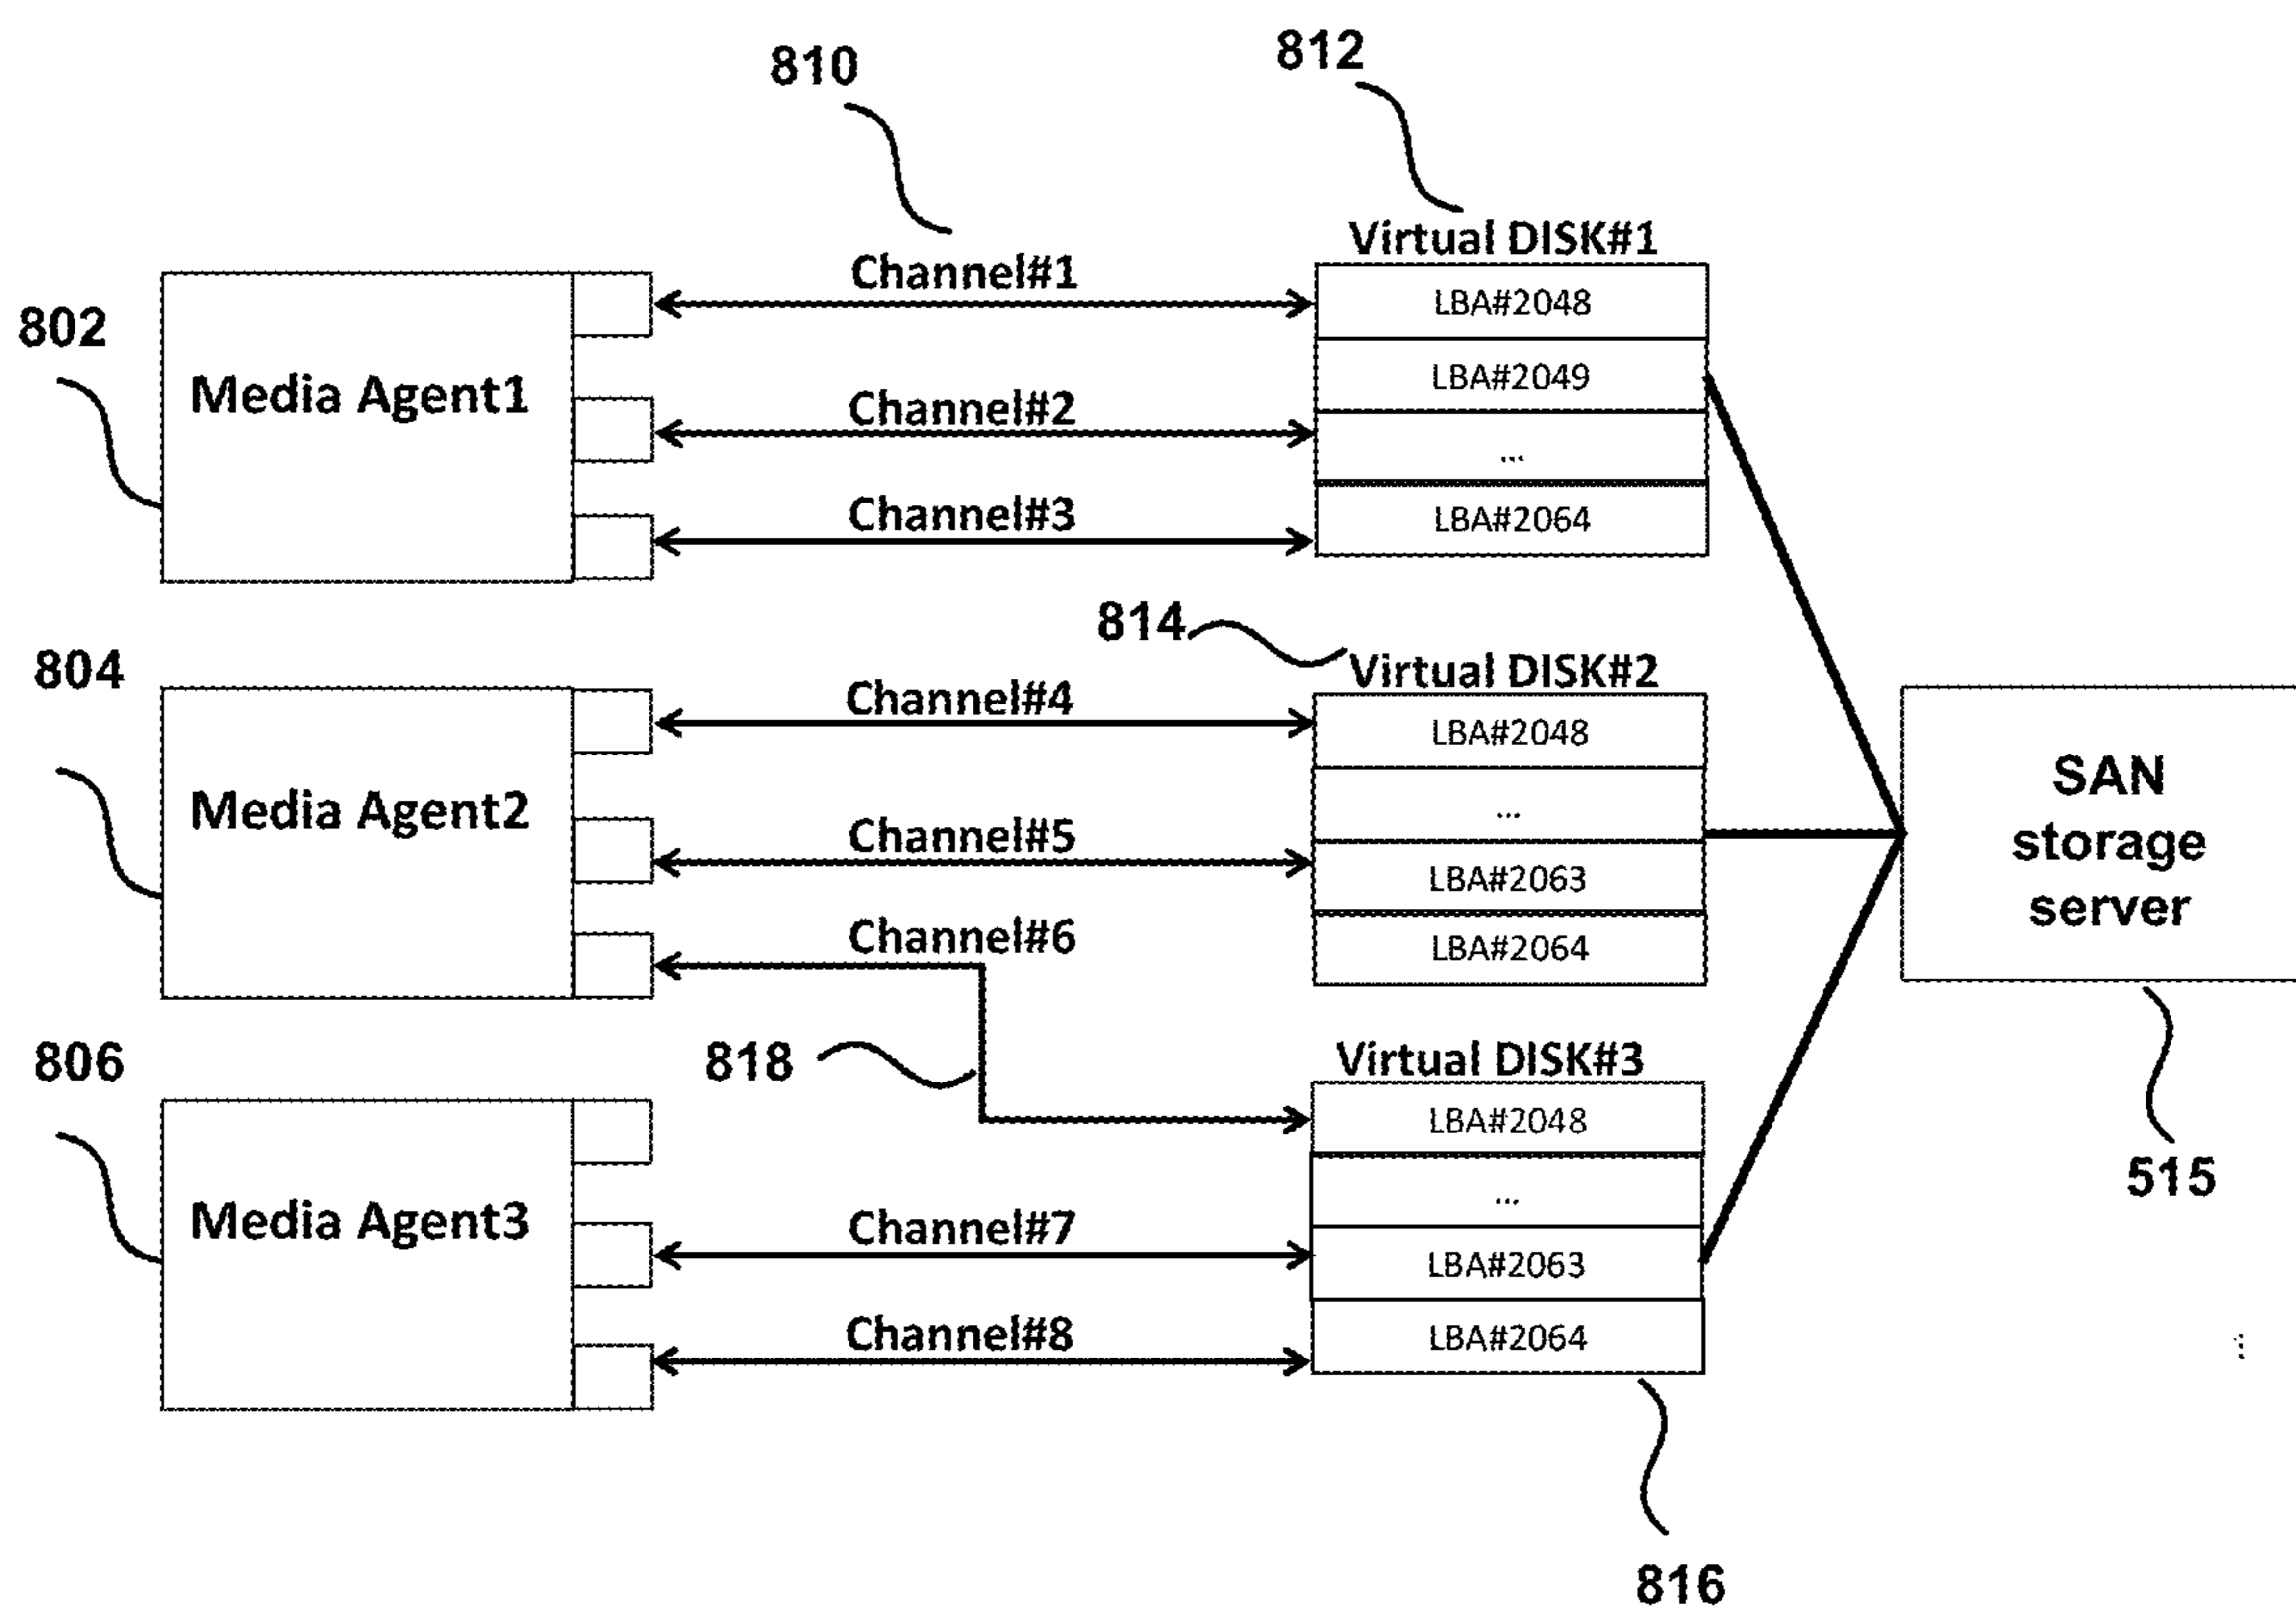 810
812
Virtual DISK#1
Channel#1
LBA#2048
802
Media Agent1
LBA#2049
Channel#2
...
Channel#3
LBA#2064
814
804
Virtual DISK#2
Channel#4
LBA#2048
Media Agent2
...
SAN
storage
server
Channel#5
LBA#2063
Channel#6
LBA#2064
806
818
Virtual DISK#3
LBA#2048
515
Media Agent3
...
Channel#7
LBA#2063
Channel#8
LBA#2064
...
816